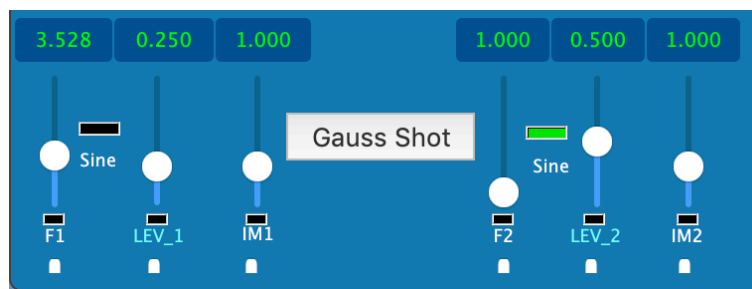 3.528 0.250 1.000 1.000 0.500 1.000
Gauss Shot
Sine Sine
F1 LEV_1 IM1 F2 LEV_2 IM2